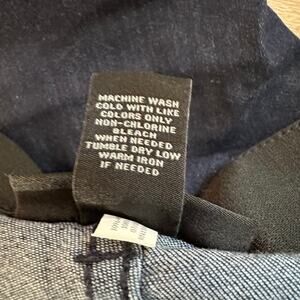 MACHINE WASH
COLD WITH LIKE
COLORS ONLY
NON-CHLORINE
BLEACH
WHEN NEEDED
TUMBLE DRY LOW
WARM IRON
IF NEEDED